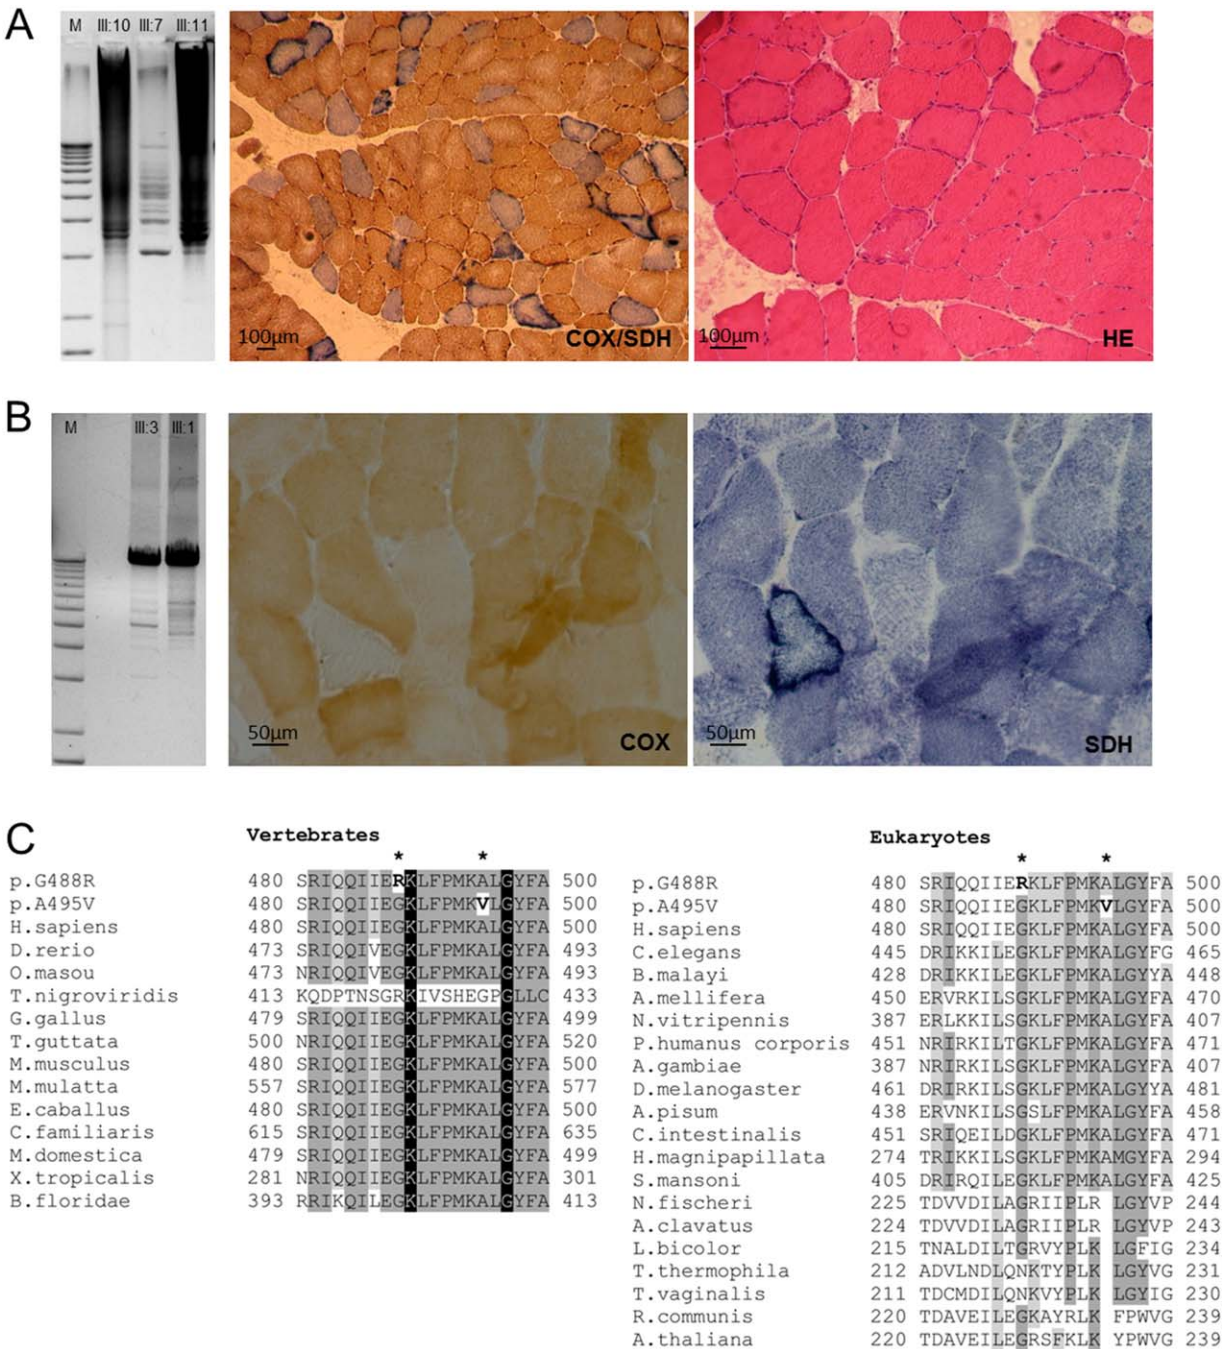 A
M III:10 III:7 III:11
100µm COX/SDH
100µm HE
B
M III:3 III:1
50µm COX
50µm SDH
C
Vertebrates
* *
p.G488R 480 SRIQQIIERKLFPMKALGYFA 500
p.A495V 480 SRIQQIIEGKLFPMKVLGYFA 500
H.sapiens 480 SRIQQIIEGKLFPMKALGYFA 500
D.rerio 473 SRIQQIVEGKLFPMKALGYFA 493
O.masou 473 NRIQQIVEGKLFPMKALGYFA 493
T.nigroviridis 413 KQDPTNSGRKIVSHEGPGLLC 433
G.gallus 479 SRIQQIIEGKLFPMKALGYFA 499
T.guttata 500 NRIQQIIEGKLFPMKALGYFA 520
M.musculus 480 SRIQQIIEGKLFPMKALGYFA 500
M.mulatta 557 SRIQQIIEGKLFPMKALGYFA 577
E.caballus 480 SRIQQIIEGKLFPMKALGYFA 500
C.familiaris 615 SRIQQIIEGKLFPMKALGYFA 635
M.domestica 479 SRIQQIIEGKLFPMKALGYFA 499
X.tropicalis 281 NRIQQIIEGKLFPMKALGYFA 301
B.floridae 393 RRIKQILEGKLFPMKALGYFA 413
Eukaryotes
* *
p.G488R 480 SRIQQIIERKLFPMKALGYFA 500
p.A495V 480 SRIQQIIEGKLFPMKVLGYFA 500
H.sapiens 480 SRIQQIIEGKLFPMKALGYFA 500
C.elegans 445 DRIKKILEGKLFPMKALGYFG 465
B.malayi 428 DRIKKILEGKLFPMKALGYYA 448
A.mellifera 450 ERVRKILSGKLFPMKALGYFA 470
N.vitripennis 387 ERLKKILSGKLFPMKALGYFA 407
P.humanus corporis 451 NRIRKILTGKLFPMKALGYFA 471
A.gambiae 387 NRIRKILSGKLFPMKALGYFA 407
D.melanogaster 461 DRIRKILSGKLFPMKALGYYA 481
A.pisum 438 ERVNKILSGSLFPMKALGYFA 458
C.intestinalis 451 SRIQEILDGKLFPMKALGYFA 471
H.magnipapillata 274 TRIKKILSGKLFPMKAMGYFA 294
S.mansoni 405 DRIRQILEGKLFPMKALGYFA 425
N.fischeri 225 TDVVDILAGRIIPLR LGYVP 244
A.clavatus 224 TDVVDILAGRIIPLR LGYVP 243
L.bicolor 215 TNALDILTGRVYPLK LGFIG 234
T.thermophila 212 ADVLNDLQNKTYPLK LGYVG 231
T.vaginalis 211 TDCMDILQNKVYPLK LGYIG 230
R.communis 220 TDAVEILEGKAYRLK FPWVG 239
A.thaliana 220 TDAVEILEGRSFKLK YPWVG 239